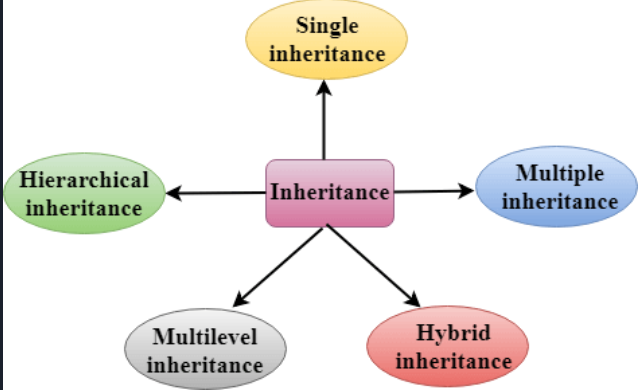 Single
inheritance
Hierarchical
inheritance
Inheritance
Multiple
inheritance
Multilevel
inheritance
Hybrid
inheritance